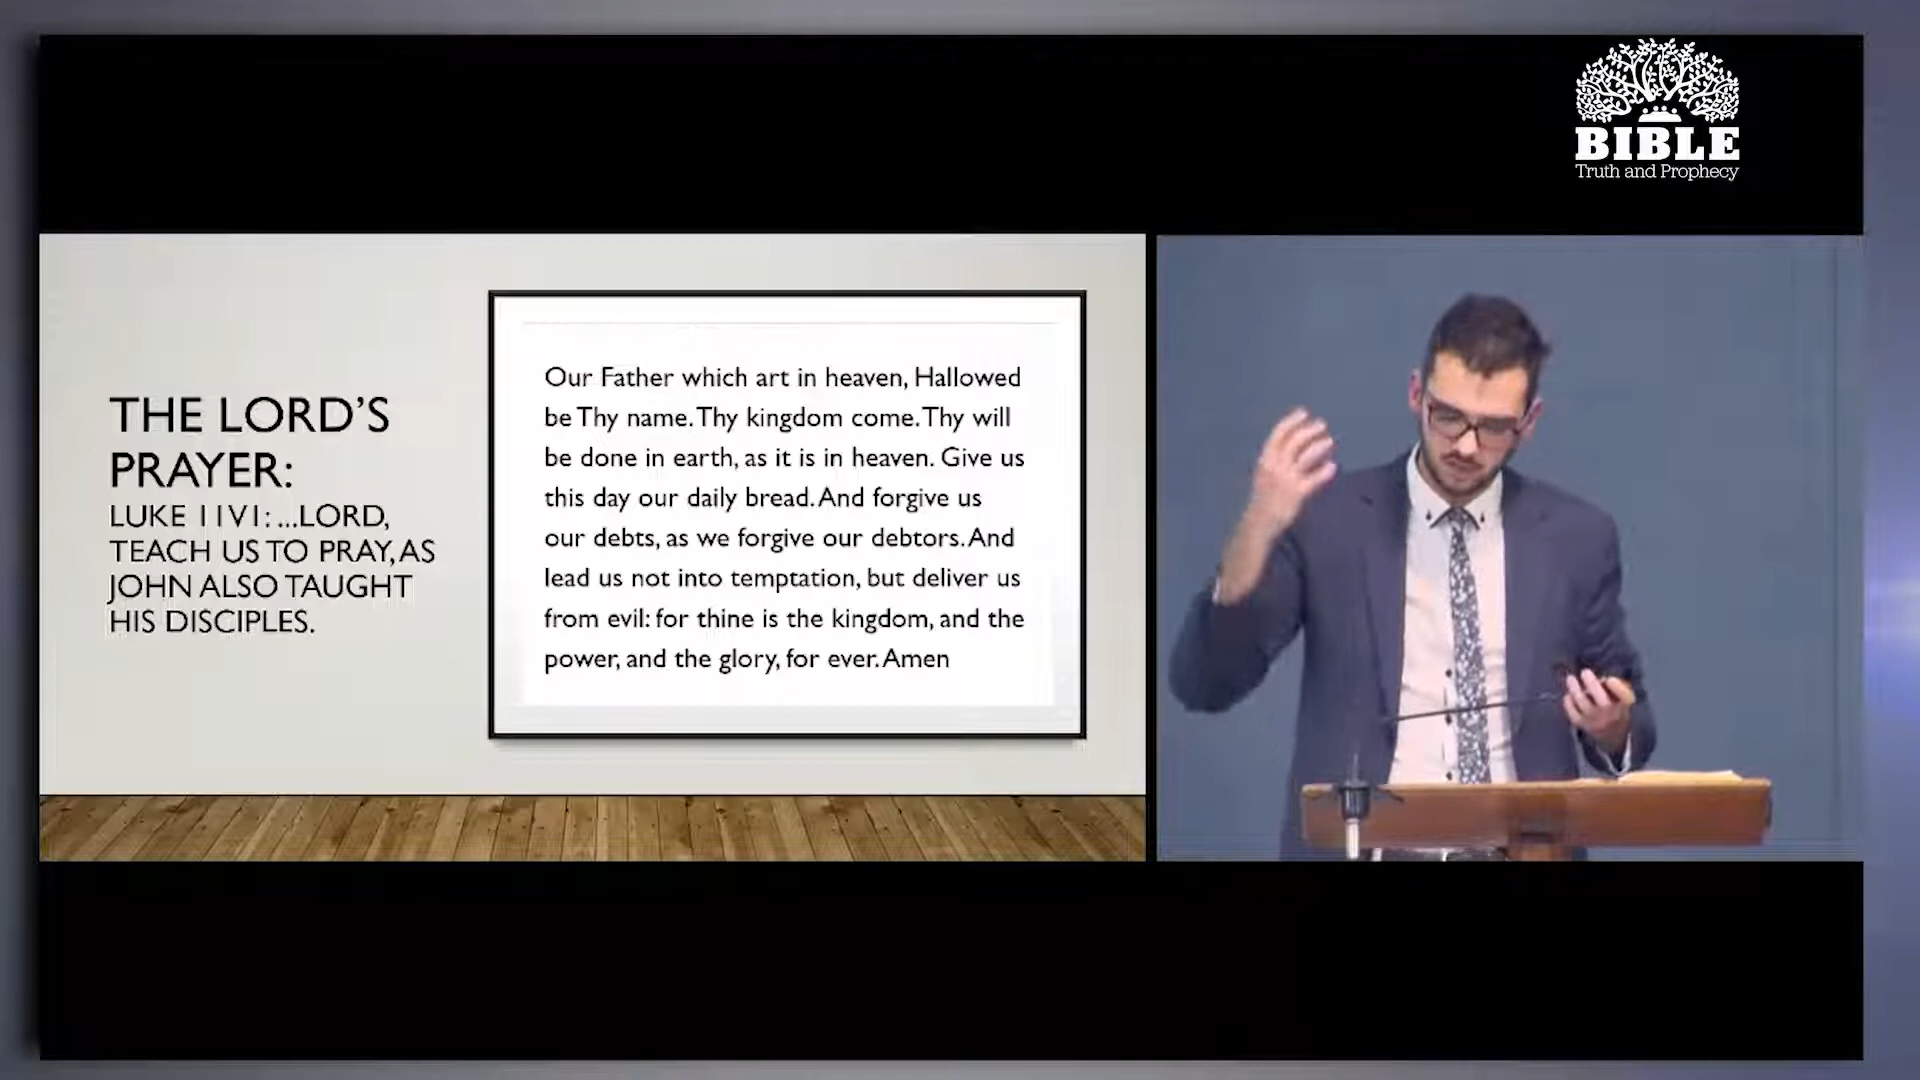 BIBLE
Truth and Prophecy
THE LORD'S
PRAYER:
LUKE 11V1: ...LORD,
TEACH US TO PRAY, AS
JOHN ALSO TAUGHT
HIS DISCIPLES.
Our Father which art in heaven, Hallowed
be Thy name. Thy kingdom come. Thy will
be done in earth, as it is in heaven. Give us
this day our daily bread. And forgive us
our debts, as we forgive our debtors. And
lead us not into temptation, but deliver us
from evil: for thine is the kingdom, and the
power, and the glory, for ever. Amen